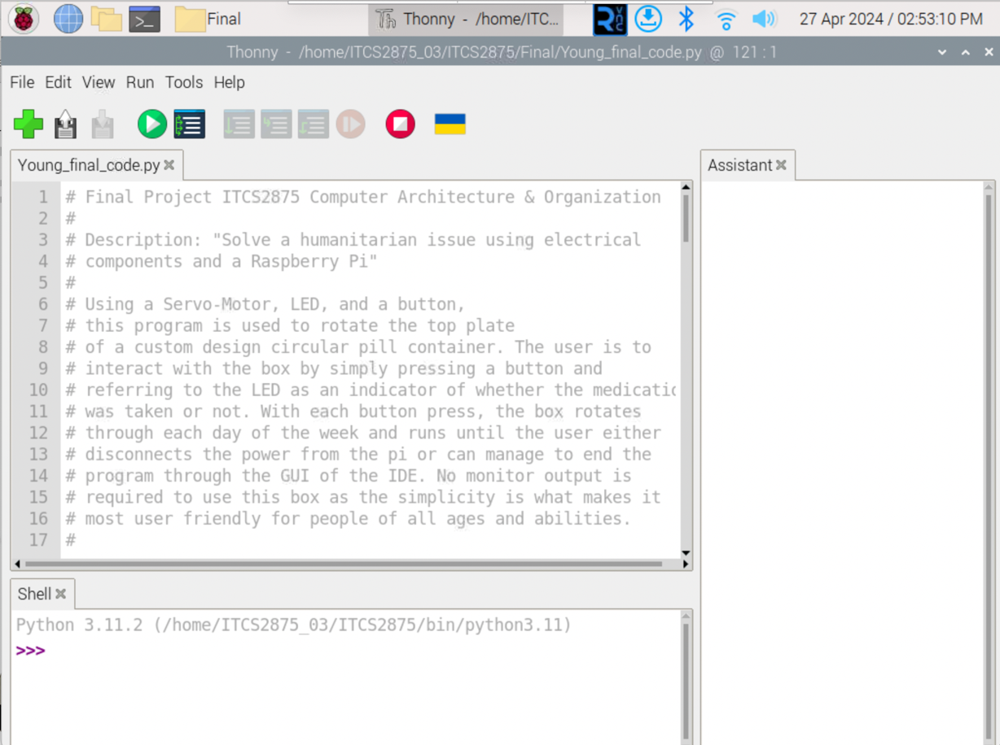 Final
Thonny - /home/ITC...
27 Apr 2024 / 02:53:10 PM
Thonny - /home/ITCS2875_03/ITCS2875/Final/Young_final_code.py @ 121 : 1
File Edit View Run Tools Help
Young_final_code.py
Assistant
1 # Final Project ITCS2875 Computer Architecture & Organization
2 #
3 # Description: "Solve a humanitarian issue using electrical
4 # components and a Raspberry Pi"
5 #
6 # Using a Servo-Motor, LED, and a button,
7 # this program is used to rotate the top plate
8 # of a custom design circular pill container. The user is to
9 # interact with the box by simply pressing a button and
10 # referring to the LED as an indicator of whether the medicatic
11 # was taken or not. With each button press, the box rotates
12 # through each day of the week and runs until the user either
13 # disconnects the power from the pi or can manage to end the
14 # program through the GUI of the IDE. No monitor output is
15 # required to use this box as the simplicity is what makes it
16 # most user friendly for people of all ages and abilities.
17 #
Shell
Python 3.11.2 (/home/ITCS2875_03/ITCS2875/bin/python3.11)
>>>